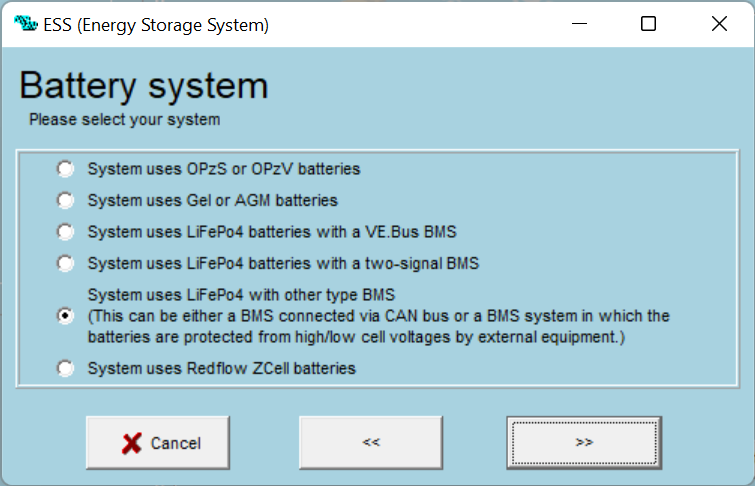 ESS (Energy Storage System)
Battery system
Please select your system
System uses OPzS or OPzV batteries
System uses Gel or AGM batteries
System uses LiFePo4 batteries with a VE.Bus BMS
System uses LiFePo4 batteries with a two-signal BMS
System uses LiFePo4 with other type BMS
(This can be either a BMS connected via CAN bus or a BMS system in which the
batteries are protected from high/low cell voltages by external equipment.)
System uses Redflow ZCell batteries
Cancel
<<
>>